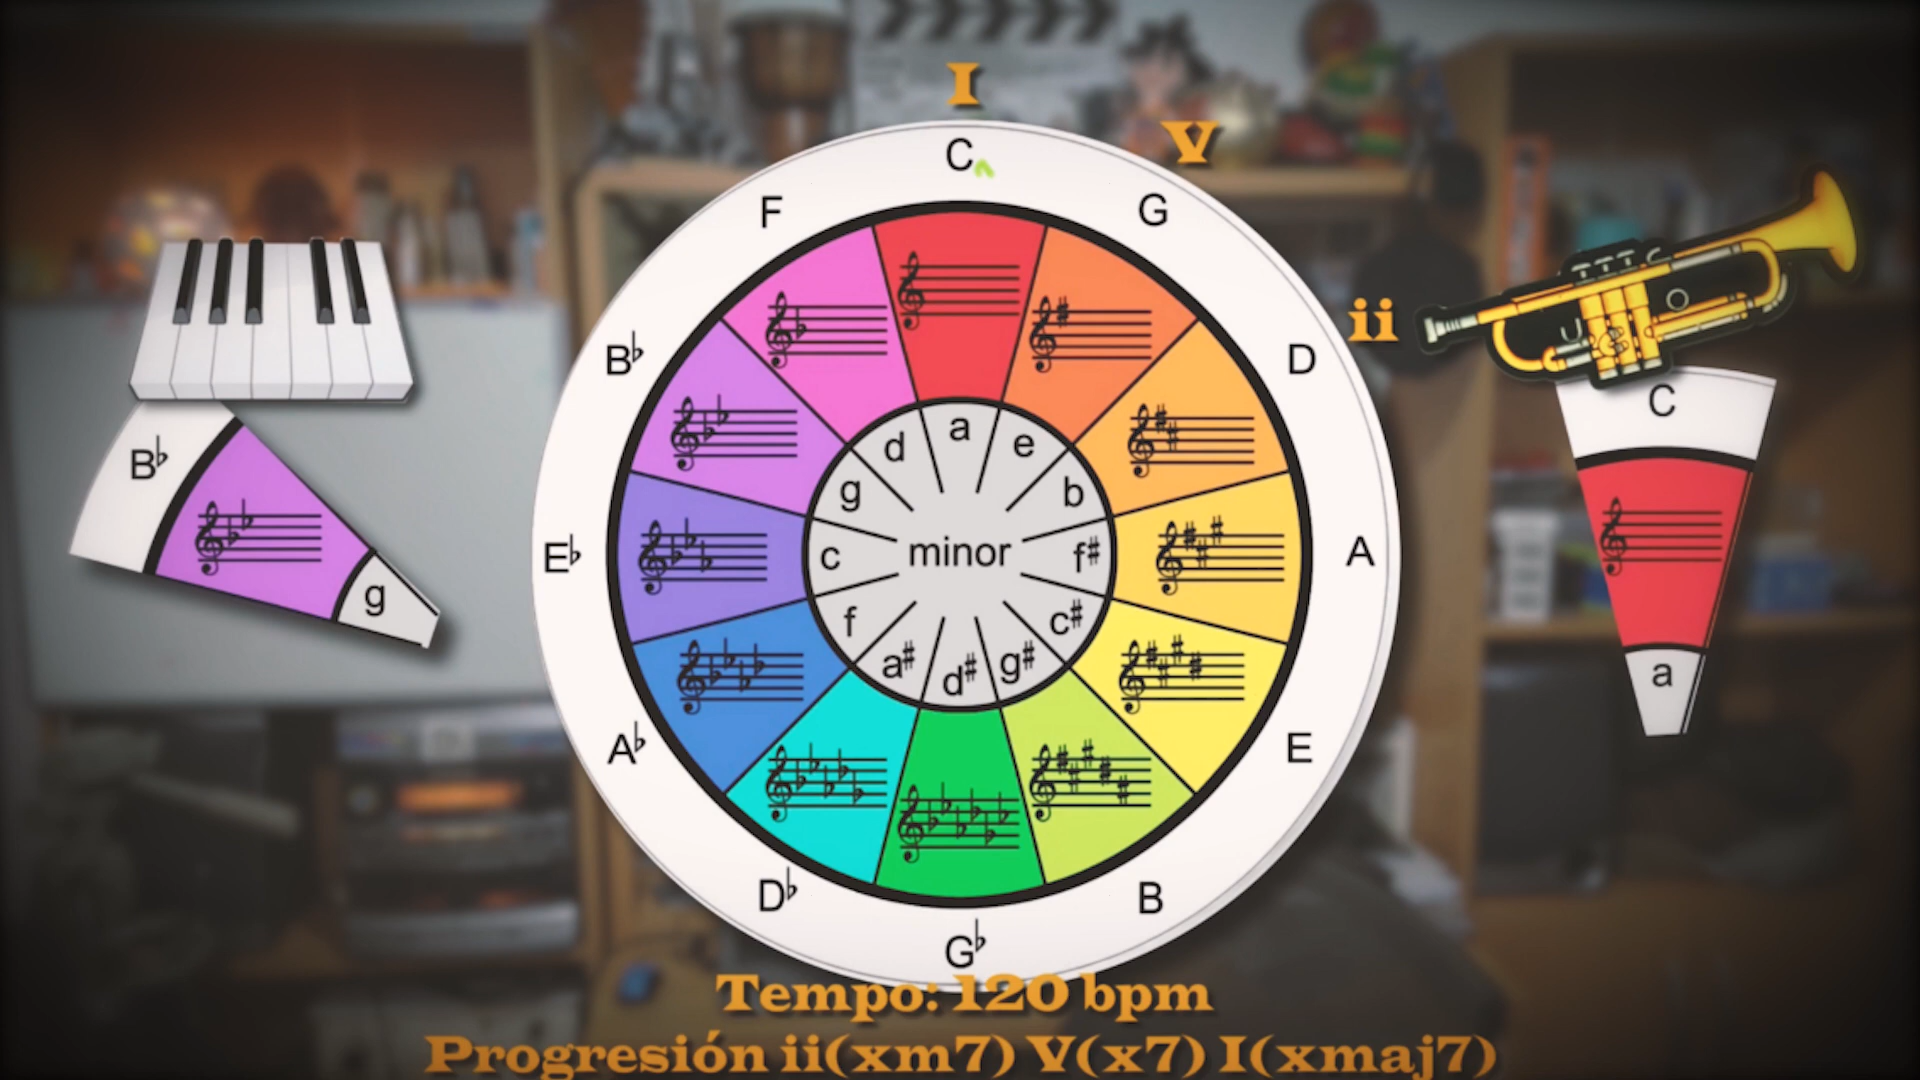 I
V
C
F
G
ii
B♭
D
C
B♭
a
d
e
g
b
E♭
c
minor
f#
A
g
f
c#
a#
d#
g#
a
A♭
E
D♭
B
G♭
Tempo: 120 bpm
Progresión ii(xm7) V(x7) I(xmaj7)